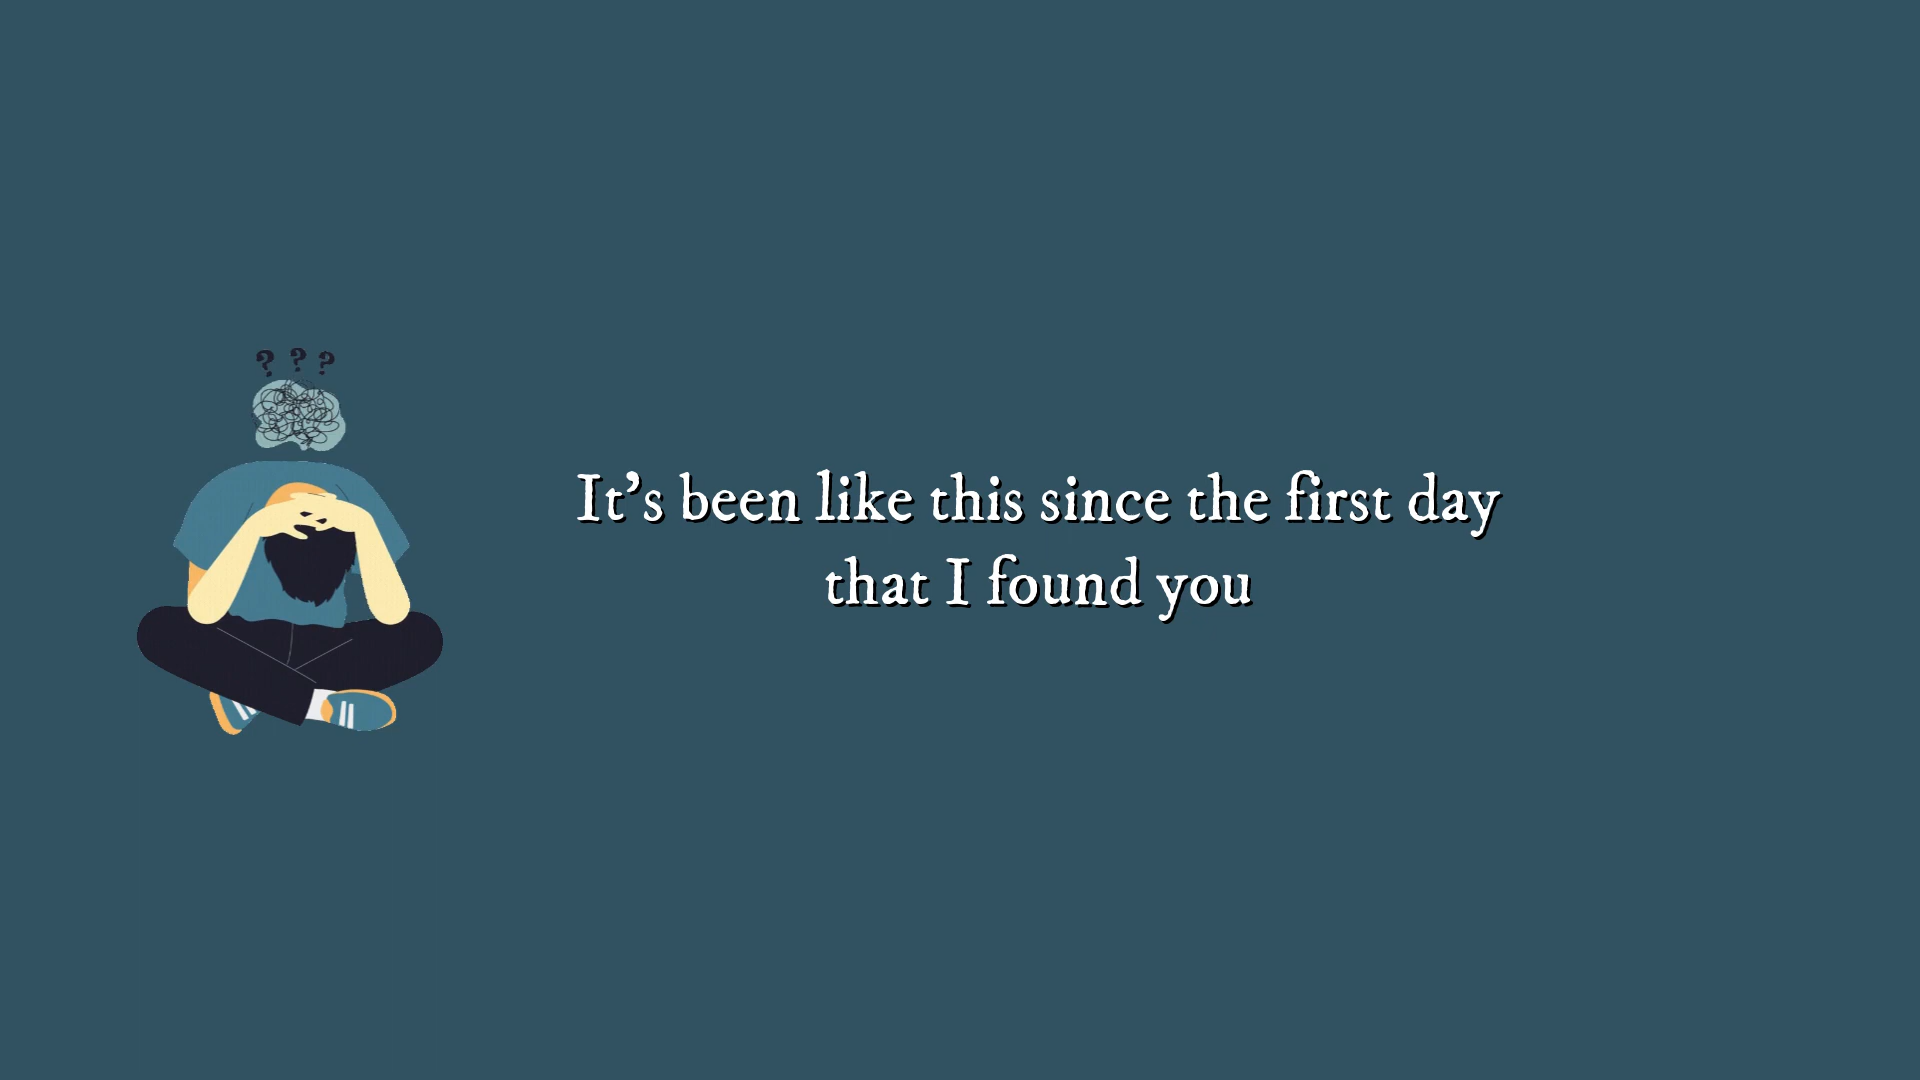 ? ? ?
It's been like this since the first day
that I found you